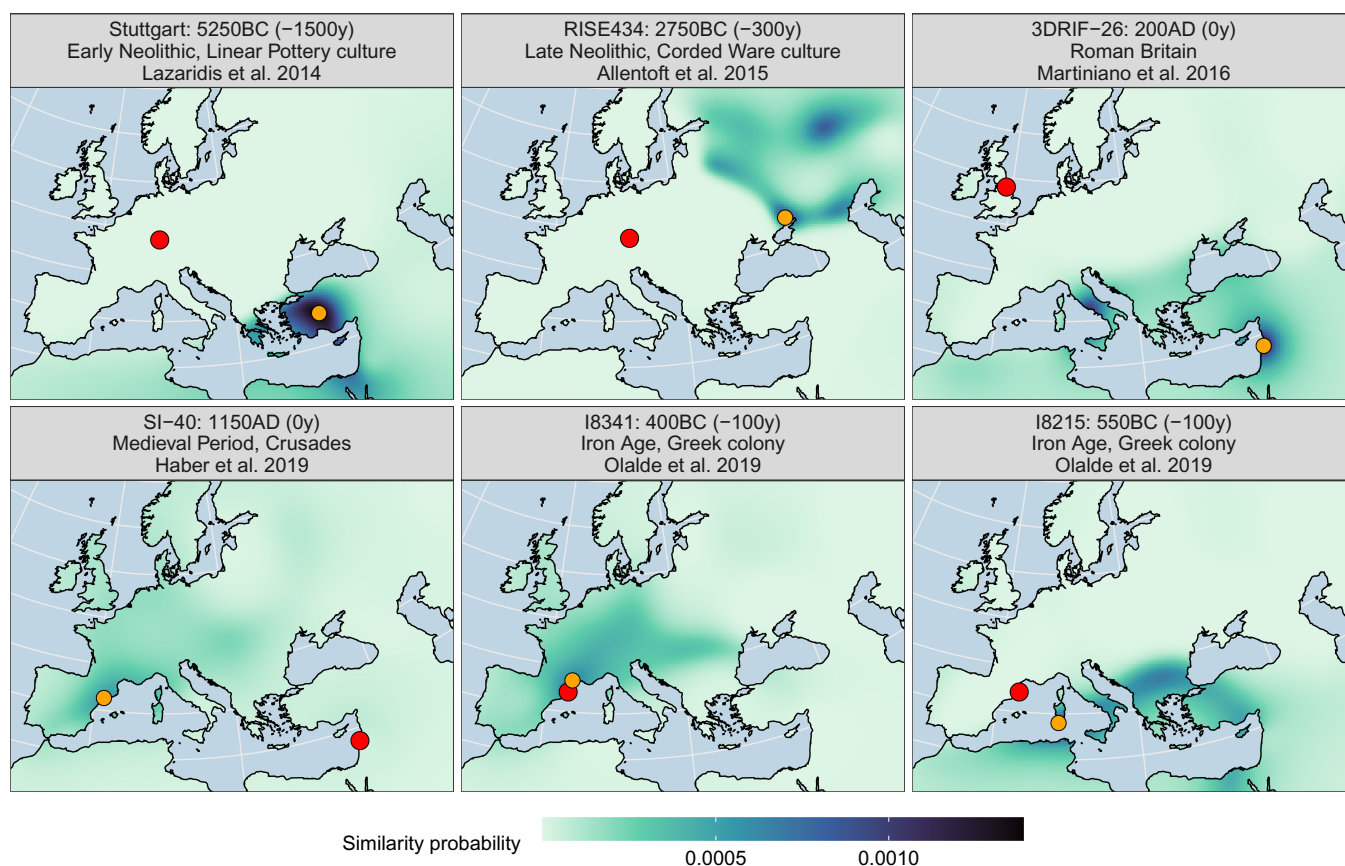 Stuttgart: 5250BC (−1500y)
Early Neolithic, Linear Pottery culture
Lazaridis et al. 2014
RISE434: 2750BC (−300y)
Late Neolithic, Corded Ware culture
Allentoft et al. 2015
3DRIF−26: 200AD (0y)
Roman Britain
Martiniano et al. 2016
SI−40: 1150AD (0y)
Medieval Period, Crusades
Haber et al. 2019
I8341: 400BC (−100y)
Iron Age, Greek colony
Olalde et al. 2019
I8215: 550BC (−100y)
Iron Age, Greek colony
Olalde et al. 2019
Similarity probability
0.0005 0.0010